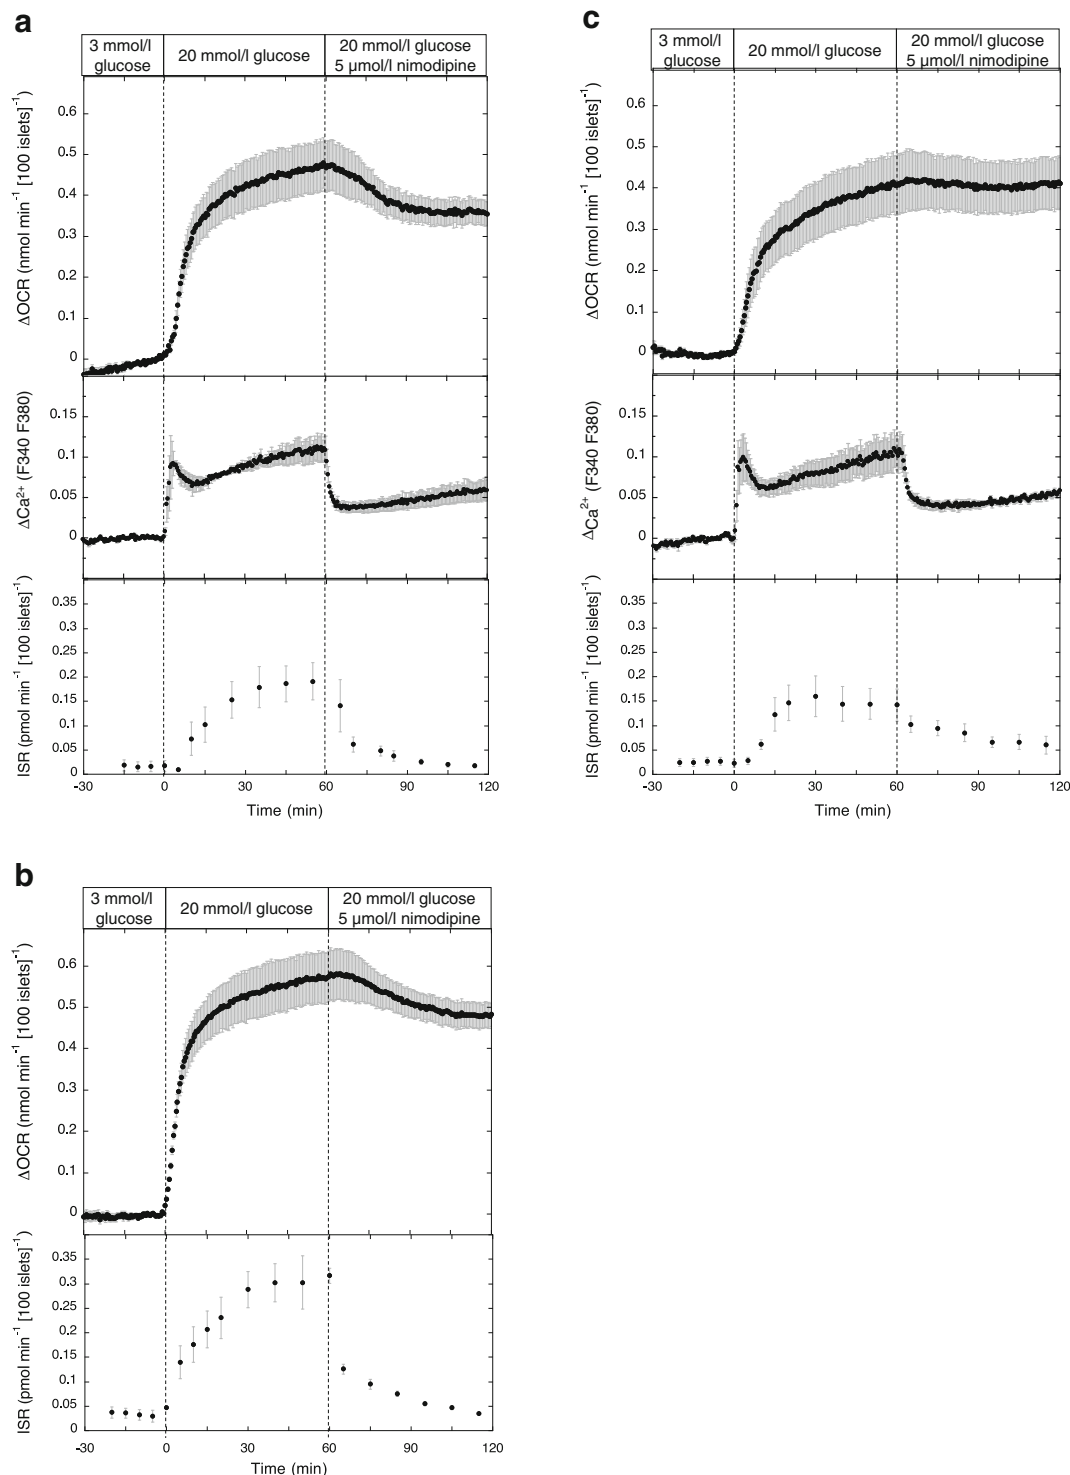 a
3 mmol/l
glucose
20 mmol/l glucose
20 mmol/l glucose
5 µmol/l nimodipine
ΔOCR (nmol min⁻¹ [100 islets]⁻¹)
0.6
0.5
0.4
0.3
0.2
0.1
0
ΔCa²⁺ (F340 F380)
0.15
0.10
0.05
0
ISR (pmol min⁻¹ [100 islets]⁻¹)
0.35
0.3
0.25
0.2
0.15
0.1
0.05
0
-30 0 30 60 90 120
Time (min)
b
3 mmol/l
glucose
20 mmol/l glucose
20 mmol/l glucose
5 µmol/l nimodipine
ΔOCR (nmol min⁻¹ [100 islets]⁻¹)
0.6
0.5
0.4
0.3
0.2
0.1
0
ISR (pmol min⁻¹ [100 islets]⁻¹)
0.35
0.3
0.25
0.2
0.15
0.1
0.05
0
-30 0 30 60 90 120
Time (min)
c
3 mmol/l
glucose
20 mmol/l glucose
20 mmol/l glucose
5 µmol/l nimodipine
ΔOCR (nmol min⁻¹ [100 islets]⁻¹)
0.6
0.5
0.4
0.3
0.2
0.1
0
ΔCa²⁺ (F340 F380)
0.15
0.10
0.05
0
ISR (pmol min⁻¹ [100 islets]⁻¹)
0.35
0.3
0.25
0.2
0.15
0.1
0.05
0
-30 0 30 60 90 120
Time (min)